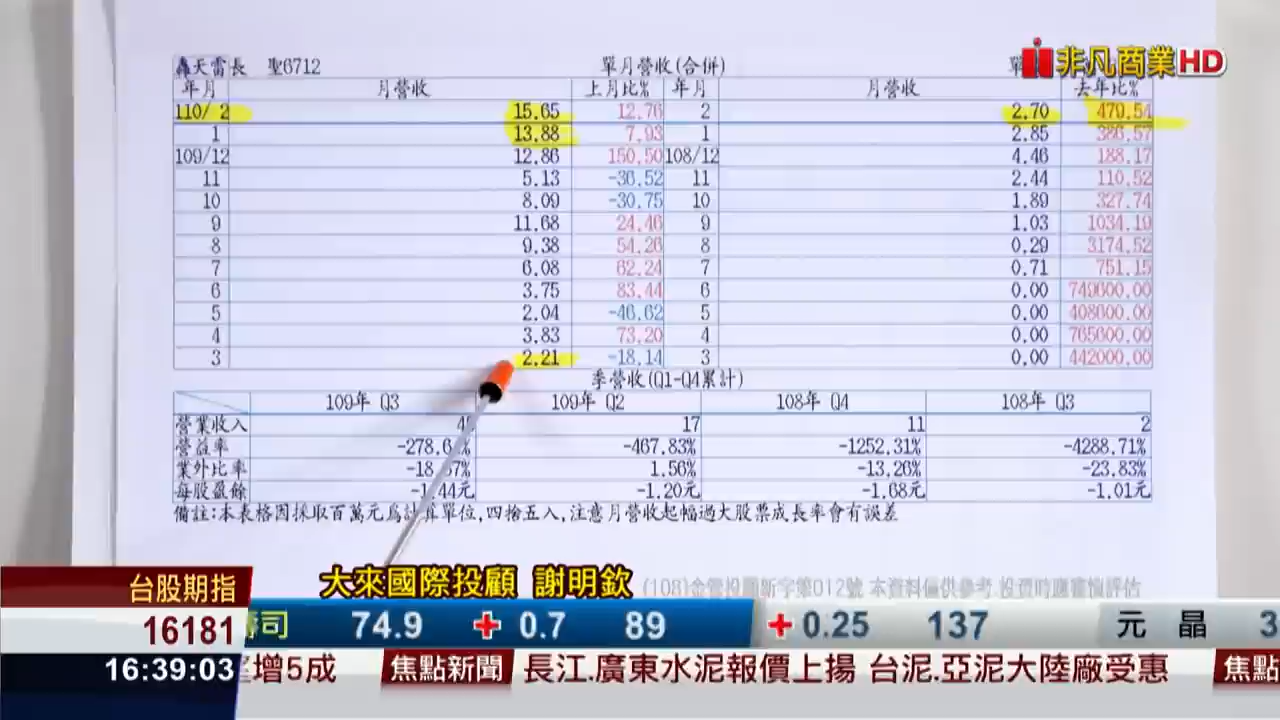 轟天雷長 聖6712 單月營收(合併)
非凡商業HD
年月 月營收 上月比% 年月 月營收 去年比%
110/ 2 15.65 12.76 2 2.70 479.54
1 13.88 7.93 1 2.85 386.57
109/12 12.86 150.50 108/12 4.46 188.17
11 5.13 -36.52 11 2.44 110.52
10 8.09 -30.75 10 1.89 327.74
9 11.68 24.46 9 1.03 1034.19
8 9.38 54.26 8 0.29 3174.52
7 6.08 62.24 7 0.71 751.15
6 3.75 83.44 6 0.00 749600.00
5 2.04 -46.62 5 0.00 408600.00
4 3.83 73.20 4 0.00 765600.00
3 2.21 -18.14 3 0.00 442000.00
季營收(Q1-Q4累計)
109年 Q3 109年 Q2 108年 Q4 108年 Q3
營業收入 17 11 2
營益率 -467.83% -1252.31% -4288.71%
業外比率 1.56% -13.26% -23.83%
每股盈餘 -1.20元 -1.68元 -1.01元
備註:本表格因採取百萬元為計算單位,四捨五入,注意月營收起幅過大股票成長率會有誤差
大來國際投顧 謝明欽
(108)金管投顧新字第012號 本資料僅供參考 投資時應審慎評估
台股期指
16181
16:39:03
壽司 74.9 + 0.7 89 + 0.25 137 元 晶 3
增5成 焦點新聞 長江.廣東水泥報價上揚 台泥.亞泥大陸廠受惠 焦點